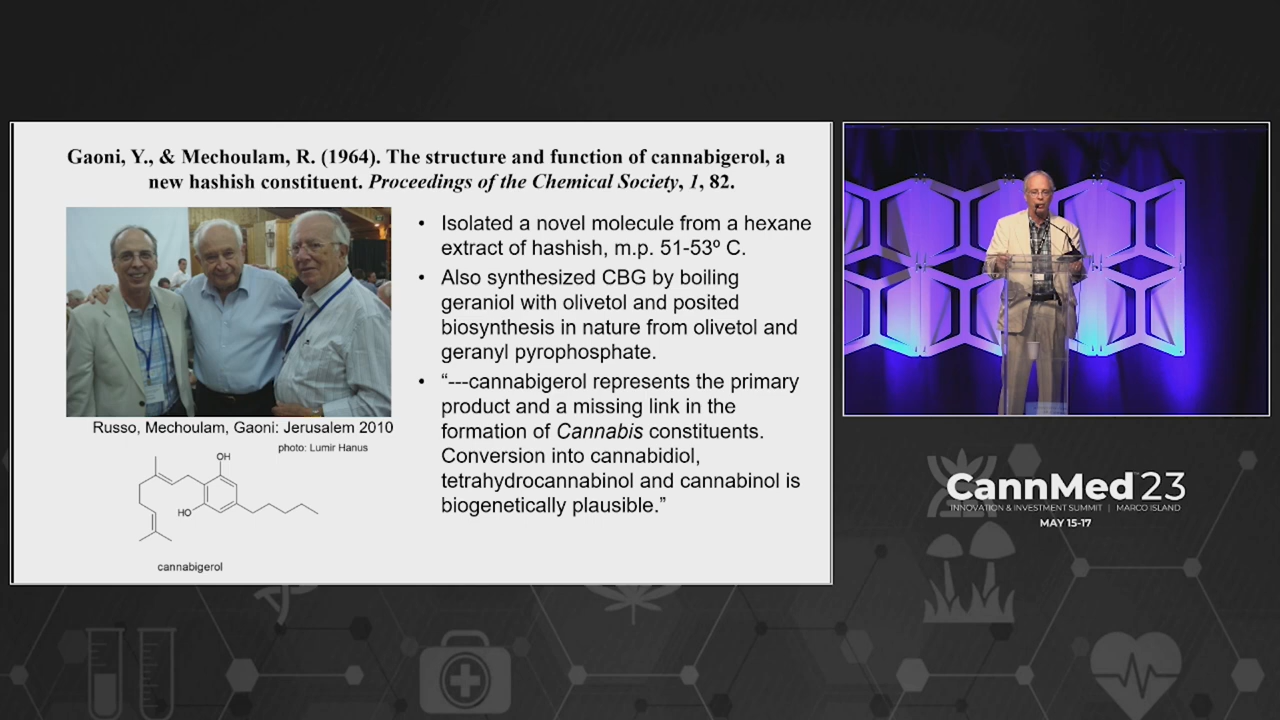 Gaoni, Y., & Mechoulam, R. (1964). The structure and function of cannabigerol, a
new hashish constituent. Proceedings of the Chemical Society, 1, 82.
• Isolated a novel molecule from a hexane
extract of hashish, m.p. 51-53º C.
• Also synthesized CBG by boiling
geraniol with olivetol and posited
biosynthesis in nature from olivetol and
geranyl pyrophosphate.
• “---cannabigerol represents the primary
product and a missing link in the
formation of Cannabis constituents.
Conversion into cannabidiol,
tetrahydrocannabinol and cannabinol is
biogenetically plausible.”
Russo, Mechoulam, Gaoni: Jerusalem 2010
photo: Lumir Hanus
OH
HO
cannabigerol
CannMed™23
INNOVATION & INVESTMENT SUMMIT | MARCO ISLAND
MAY 15-17